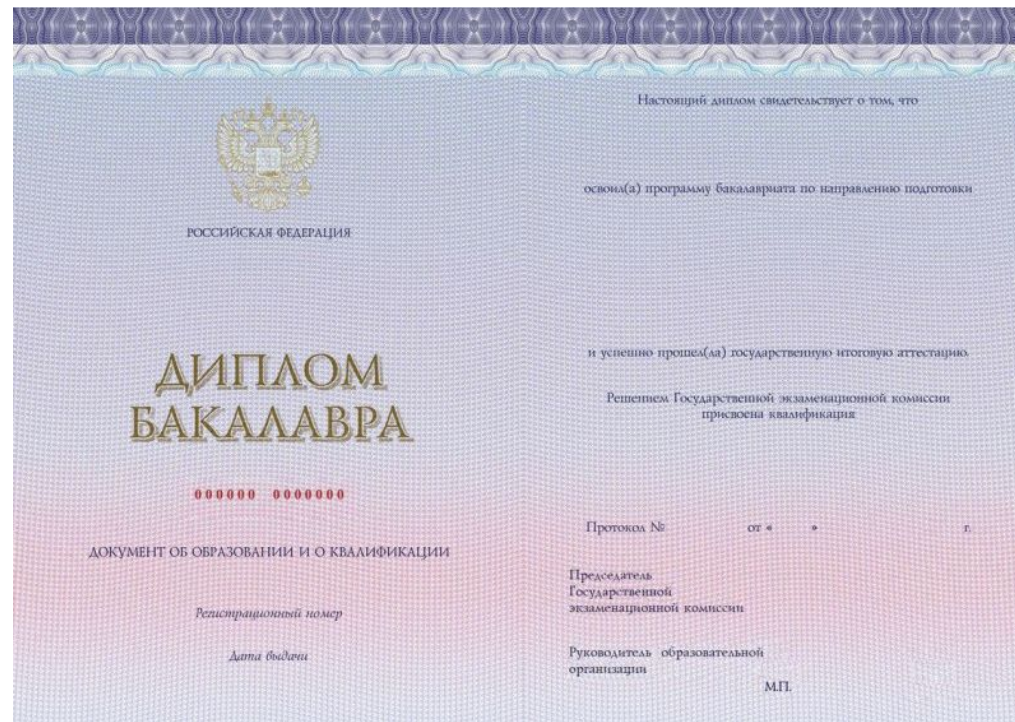 РОССИЙСКАЯ ФЕДЕРАЦИЯ
ДИПЛОМ
БАКАЛАВРА
000000 0000000
ДОКУМЕНТ ОБ ОБРАЗОВАНИИ И О КВАЛИФИКАЦИИ
Регистрационный номер
Дата выдачи
Настоящий диплом свидетельствует о том, что
освоил(а) программу бакалавриата по направлению подготовки
и успешно прошел(ла) государственную итоговую аттестацию.
Решением Государственной экзаменационной комиссии
присвоена квалификация
Протокол № от « » г.
Председатель
Государственной
экзаменационной комиссии
Руководитель образовательной
организации
М.П.